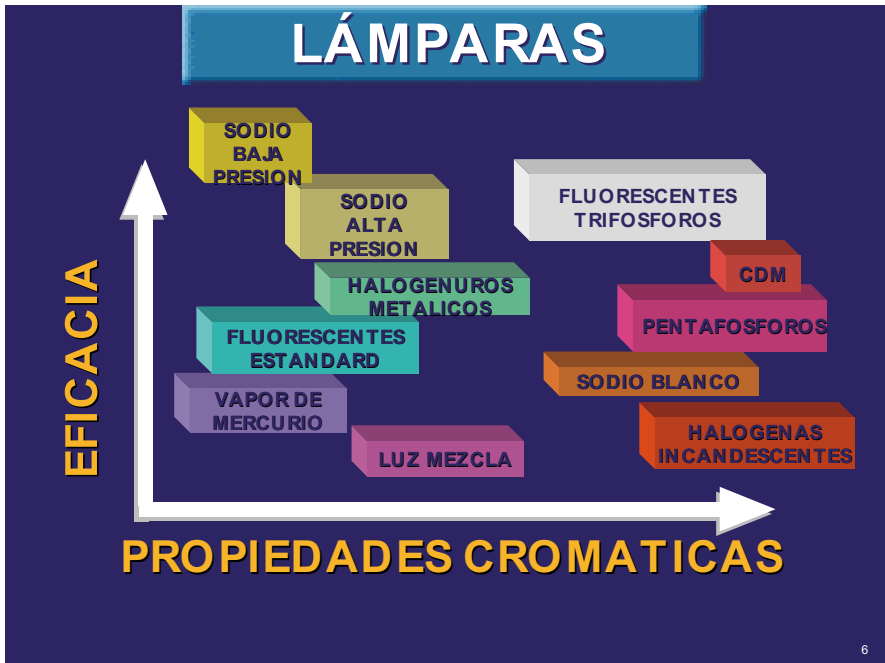 LÁMPARAS
SODIO
BAJA
PRESION
SODIO
ALTA
PRESION
FLUORESCENTES
TRIFOSFOROS
CDM
HALOGENUROS
METALICOS
PENTAFOSFOROS
FLUORESCENTES
ESTANDARD
SODIO BLANCO
VAPOR DE
MERCURIO
HALOGENAS
INCANDESCENTES
LUZ MEZCLA
EFICACIA
PROPIEDADES CROMATICAS
6